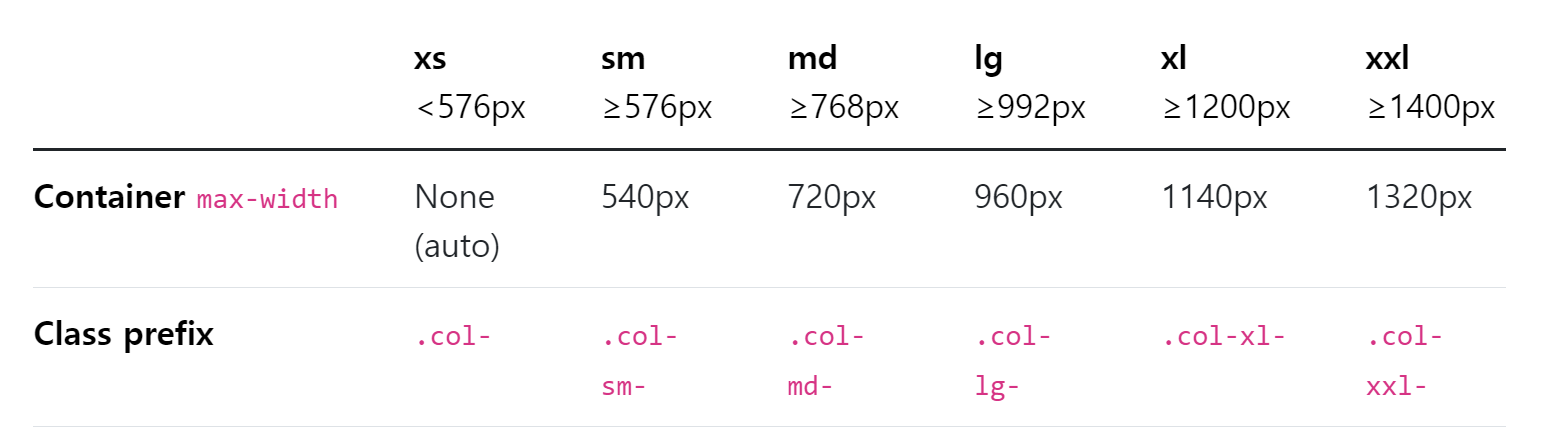 xs sm md lg xl xxl
<576px ≥576px ≥768px ≥992px ≥1200px ≥1400px
Container max-width None 540px 720px 960px 1140px 1320px
(auto)
Class prefix .col- .col- .col- .col- .col-xl- .col-
sm- md- lg- xxl-